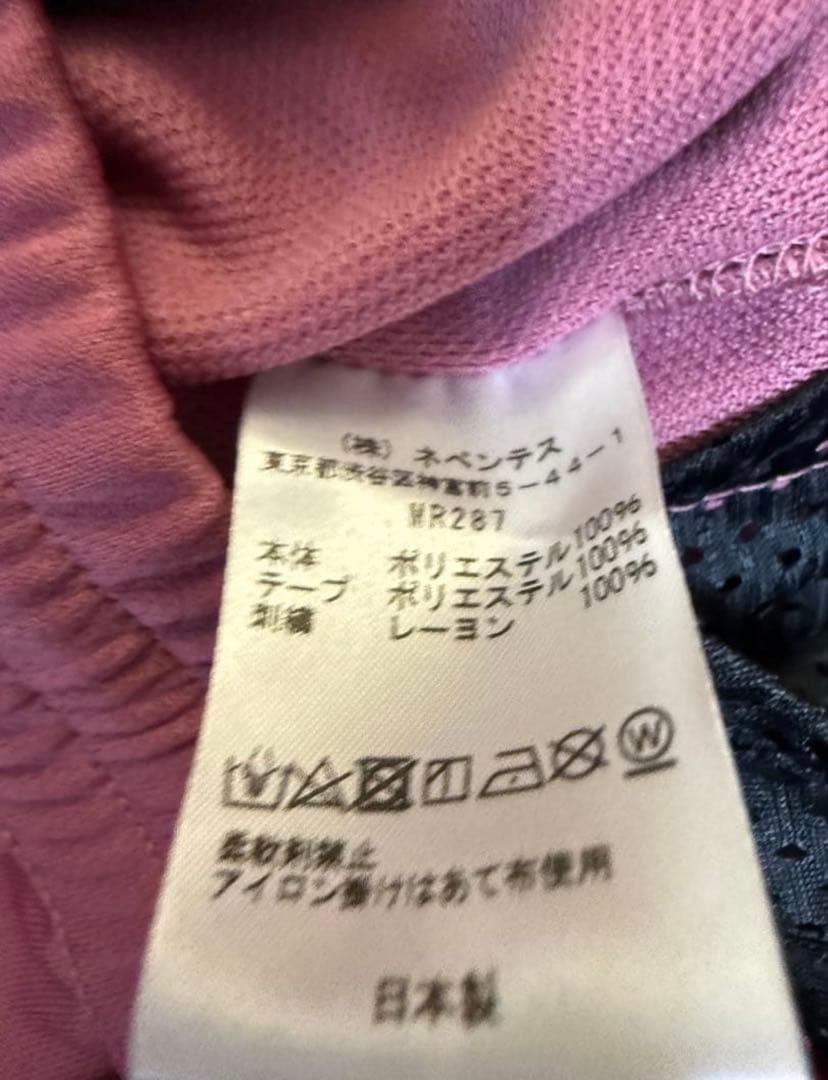 (株) ネペンテス
東京都渋谷区神宮前5-44-1
MR287
本体 ポリエステル100%
テープ ポリエステル100%
刺繍 レーヨン 100%
W
柔軟剤禁止
アイロン掛けはあて布使用
日本製